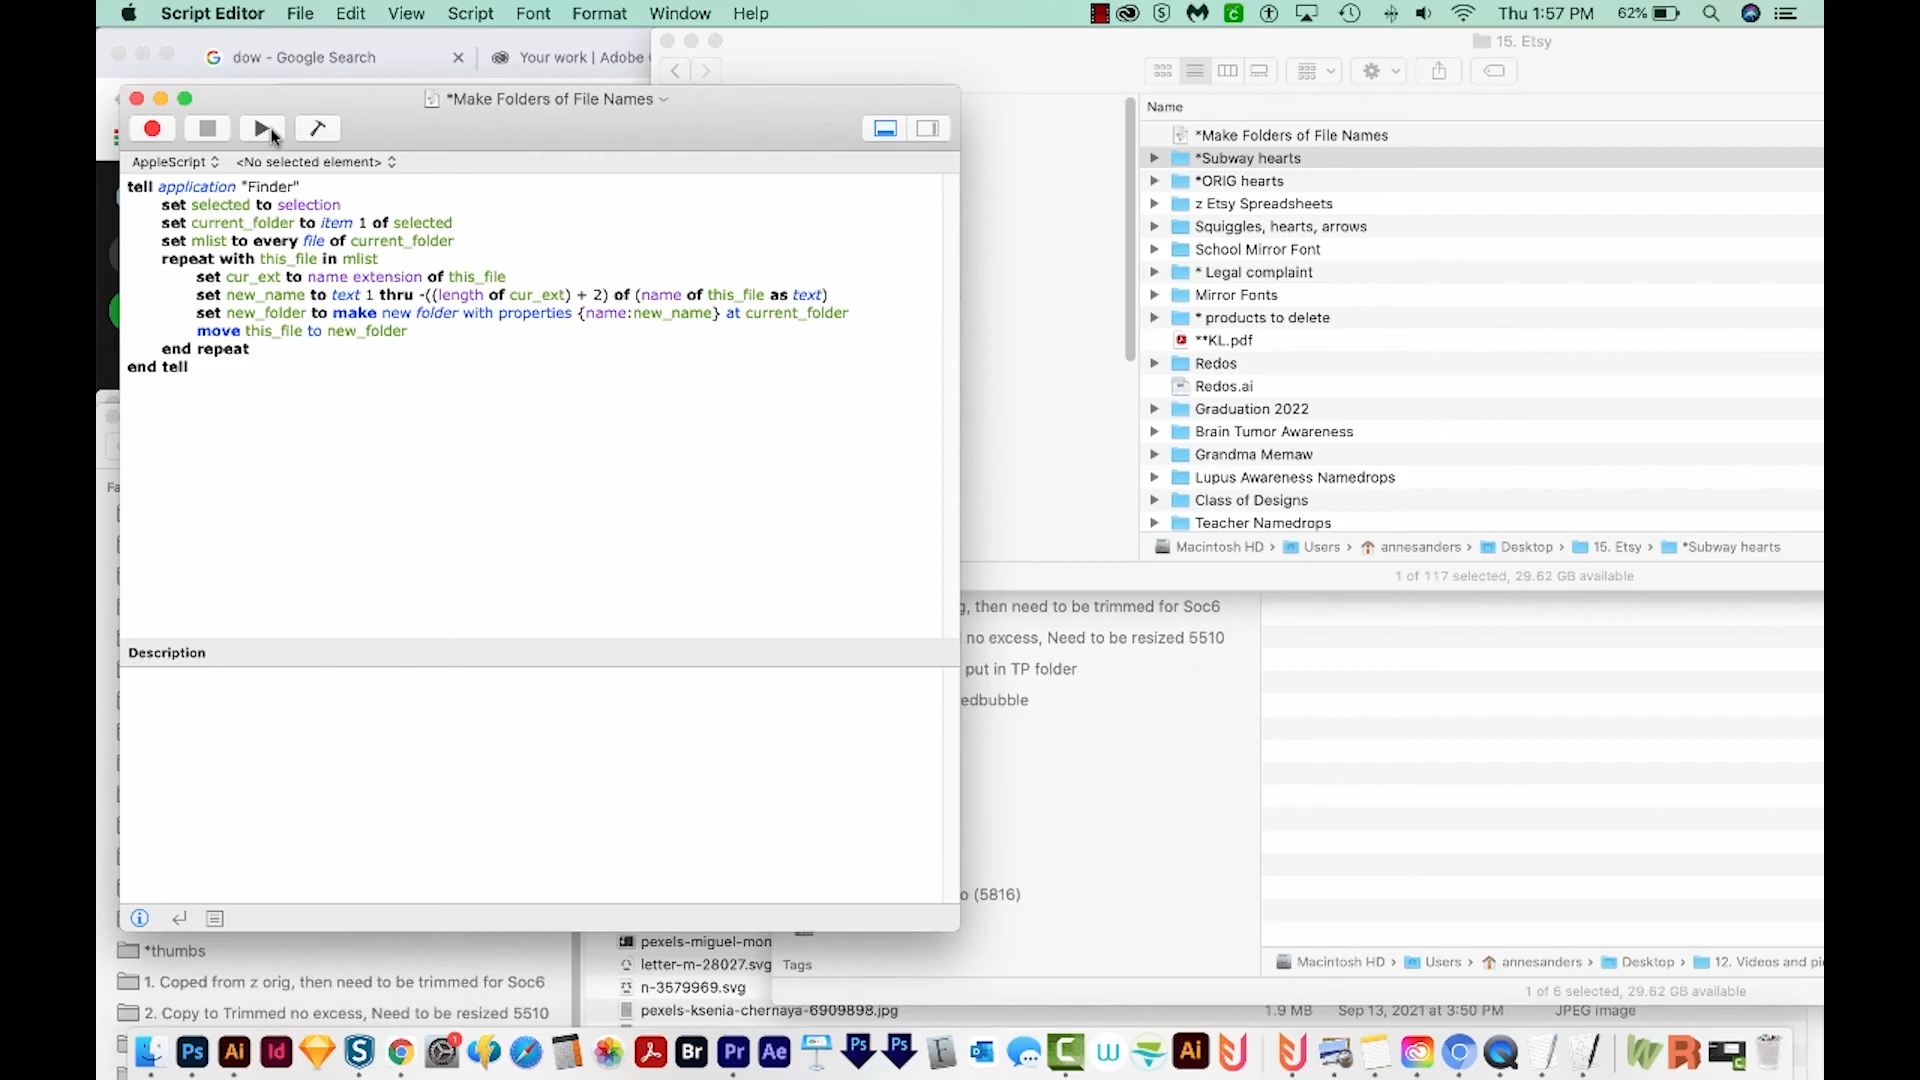 Script Editor File Edit View Script Font Format Window Help Thu 1:57 PM 62%
dow - Google Search
Your work | Adobe
15. Etsy
*Make Folders of File Names
AppleScript <No selected element>
tell application "Finder"
set selected to selection
set current_folder to item 1 of selected
set mlist to every file of current_folder
repeat with this_file in mlist
set cur_ext to name extension of this_file
set new_name to text 1 thru -((length of cur_ext) + 2) of (name of this_file as text)
set new_folder to make new folder with properties {name:new_name} at current_folder
move this_file to new_folder
end repeat
end tell
Description
Name
*Make Folders of File Names
*Subway hearts
*ORIG hearts
z Etsy Spreadsheets
Squiggles, hearts, arrows
School Mirror Font
* Legal complaint
Mirror Fonts
* products to delete
**KL.pdf
Redos
Redos.ai
Graduation 2022
Brain Tumor Awareness
Grandma Memaw
Lupus Awareness Namedrops
Class of Designs
Teacher Namedrops
Macintosh HD › Users › annesanders › Desktop › 15. Etsy › *Subway hearts
1 of 117 selected, 29.62 GB available
Fa
g, then need to be trimmed for Soc6
no excess, Need to be resized 5510
put in TP folder
edbubble
o (5816)
*thumbs
1. Coped from z orig, then need to be trimmed for Soc6
2. Copy to Trimmed no excess, Need to be resized 5510
pexels-miguel-mon
letter-m-28027.svg
n-3579969.svg
pexels-ksenia-chernaya-6909898.jpg
Tags
Macintosh HD › Users › annesanders › Desktop › 12. Videos and pi
1 of 6 selected, 29.62 GB available
1.9 MB Sep 13, 2021 at 3:50 PM JPEG image
Ps Ai Id S Br Pr Ae Ps Ps C W Ai